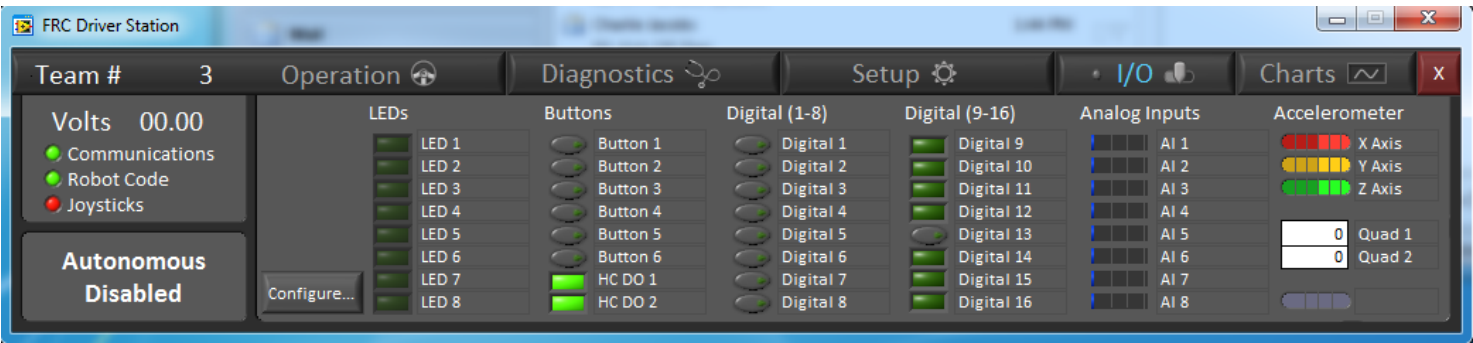 FRC Driver Station
Team # 3 Operation Diagnostics Setup I/O Charts X
Volts 00.00
Communications
Robot Code
Joysticks
Autonomous
Disabled
Configure...
LEDs
LED 1
LED 2
LED 3
LED 4
LED 5
LED 6
LED 7
LED 8
Buttons
Button 1
Button 2
Button 3
Button 4
Button 5
Button 6
HC DO 1
HC DO 2
Digital (1-8)
Digital 1
Digital 2
Digital 3
Digital 4
Digital 5
Digital 6
Digital 7
Digital 8
Digital (9-16)
Digital 9
Digital 10
Digital 11
Digital 12
Digital 13
Digital 14
Digital 15
Digital 16
Analog Inputs
AI 1
AI 2
AI 3
AI 4
AI 5
AI 6
AI 7
AI 8
Accelerometer
X Axis
Y Axis
Z Axis
0 Quad 1
0 Quad 2